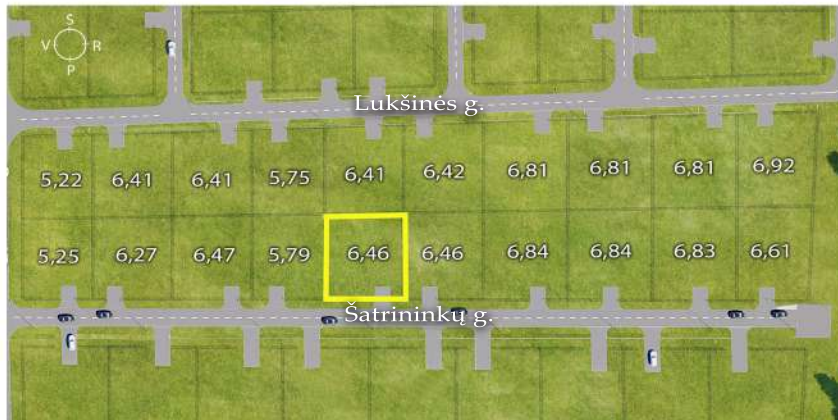 S
V R
P
Lukšinės g.
5,22 6,41 6,41 5,75 6,41 6,42 6,81 6,81 6,81 6,92
5,25 6,27 6,47 5,79 6,46 6,46 6,84 6,84 6,83 6,61
Šatrininkų g.